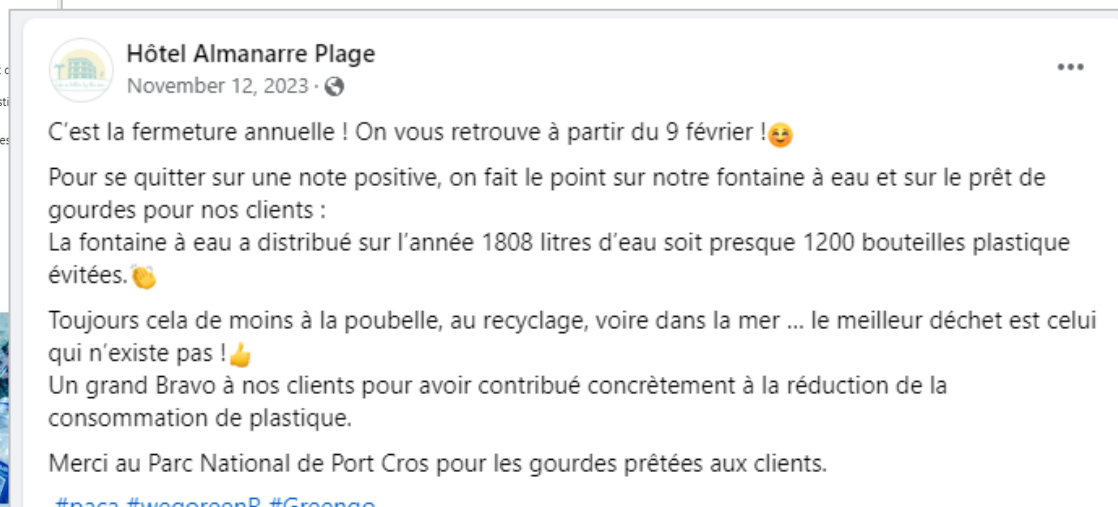 Hôtel Almanarre Plage
November 12, 2023 ·
C'est la fermeture annuelle ! On vous retrouve à partir du 9 février !😊
Pour se quitter sur une note positive, on fait le point sur notre fontaine à eau et sur le prêt de
gourdes pour nos clients :
La fontaine à eau a distribué sur l'année 1808 litres d'eau soit presque 1200 bouteilles plastique
évitées.👏
Toujours cela de moins à la poubelle, au recyclage, voire dans la mer ... le meilleur déchet est celui
qui n'existe pas !👍
Un grand Bravo à nos clients pour avoir contribué concrètement à la réduction de la
consommation de plastique.
Merci au Parc National de Port Cros pour les gourdes prêtées aux clients.
#paca #wegoreenR #Greengo